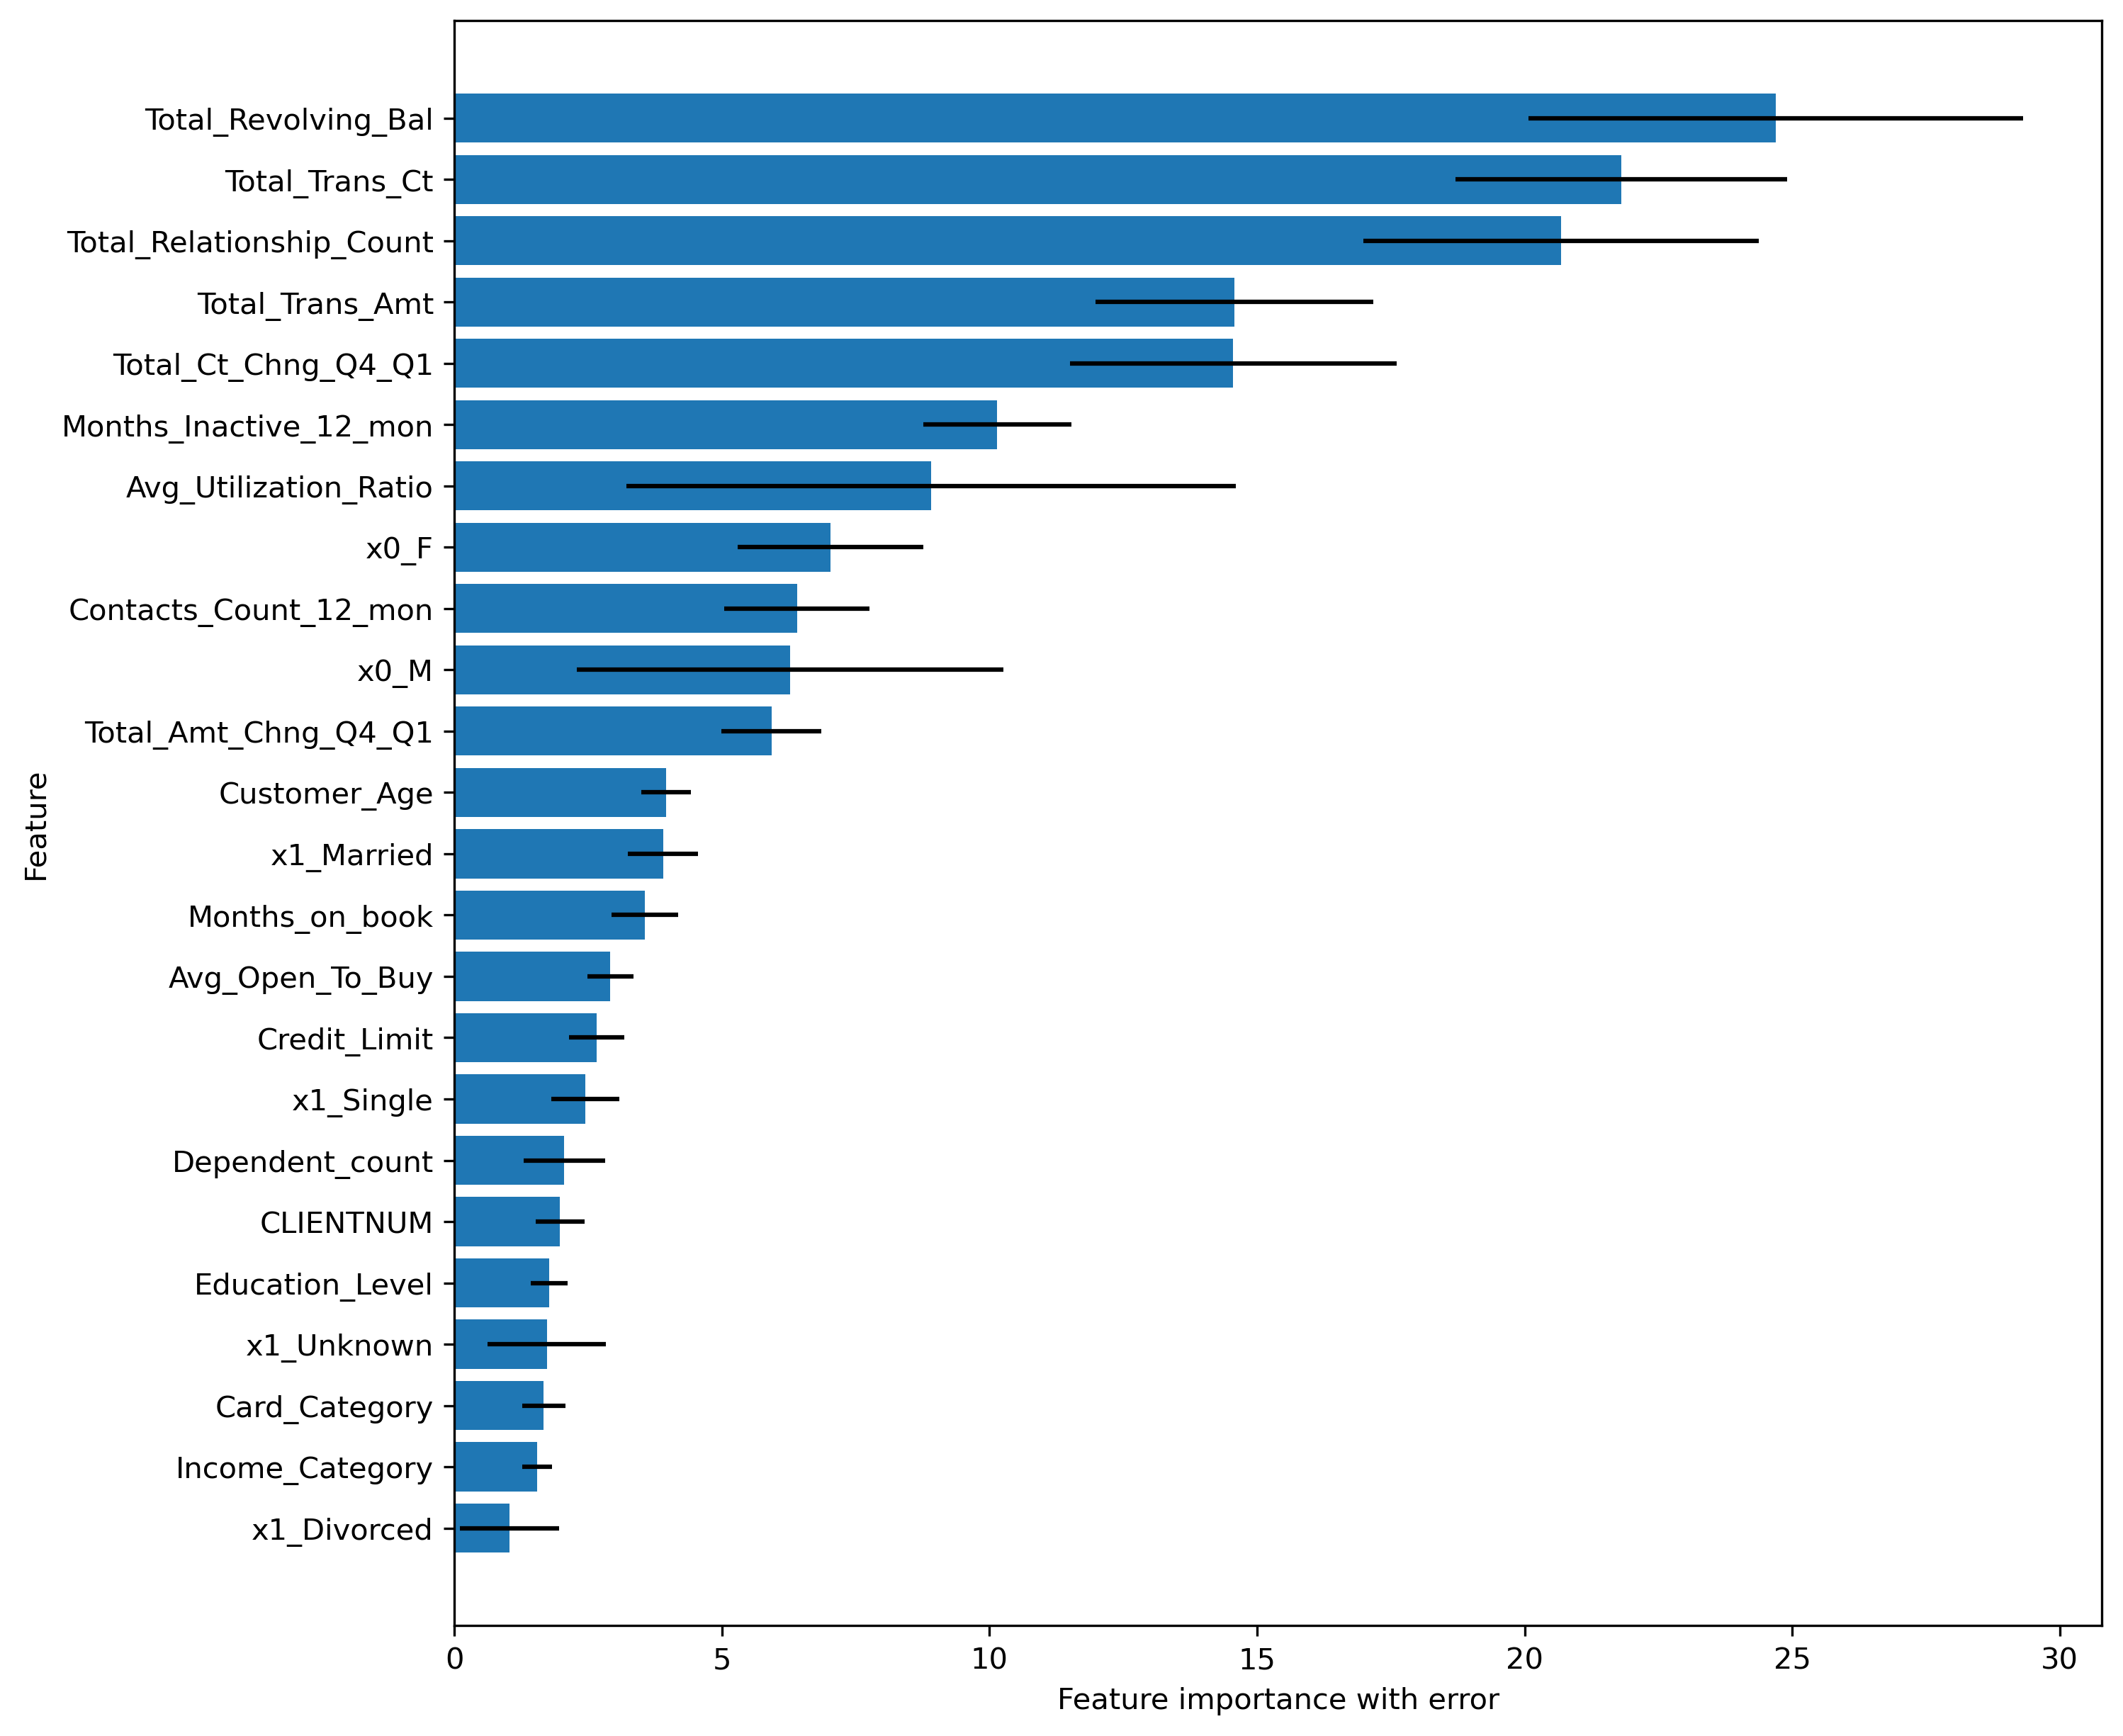 Total_Revolving_Bal
Total_Trans_Ct
Total_Relationship_Count
Total_Trans_Amt
Total_Ct_Chng_Q4_Q1
Months_Inactive_12_mon
Avg_Utilization_Ratio
x0_F
Contacts_Count_12_mon
x0_M
Total_Amt_Chng_Q4_Q1
Customer_Age
x1_Married
Months_on_book
Avg_Open_To_Buy
Credit_Limit
x1_Single
Dependent_count
CLIENTNUM
Education_Level
x1_Unknown
Card_Category
Income_Category
x1_Divorced
Feature
0 5 10 15 20 25 30
Feature importance with error